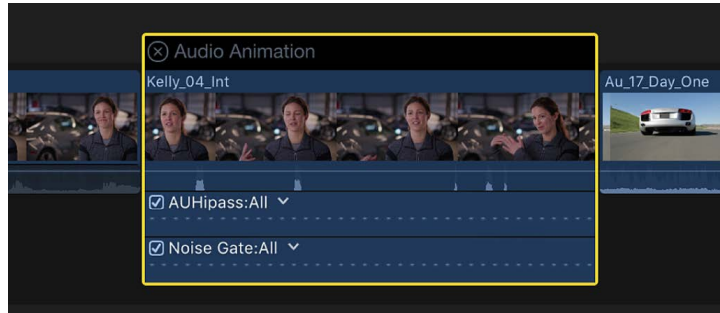 Audio Animation
Kelly_04_Int
Au_17_Day_One
AUHipass:All
Noise Gate:All